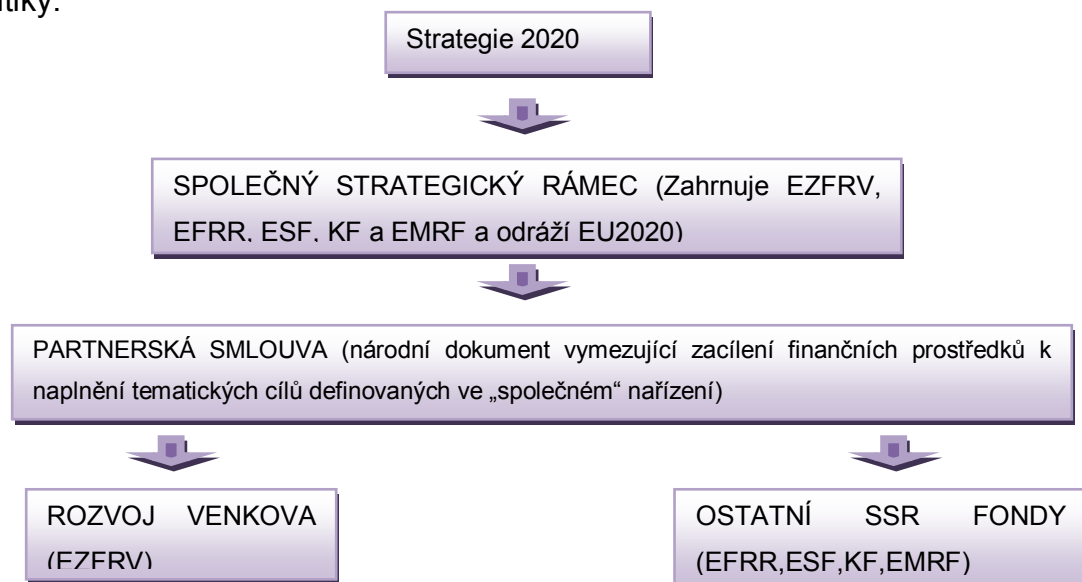 Strategie 2020
SPOLEČNÝ STRATEGICKÝ RÁMEC (Zahrnuje EZFRV,
EFRR, ESF, KF a EMRF a odráží EU2020)
PARTNERSKÁ SMLOUVA (národní dokument vymezující zacílení finančních prostředků k
naplnění tematických cílů definovaných ve „společném“ nařízení)
ROZVOJ VENKOVA
(EZFRV)
OSTATNÍ SSR FONDY
(EFRR,ESF,KF,EMRF)